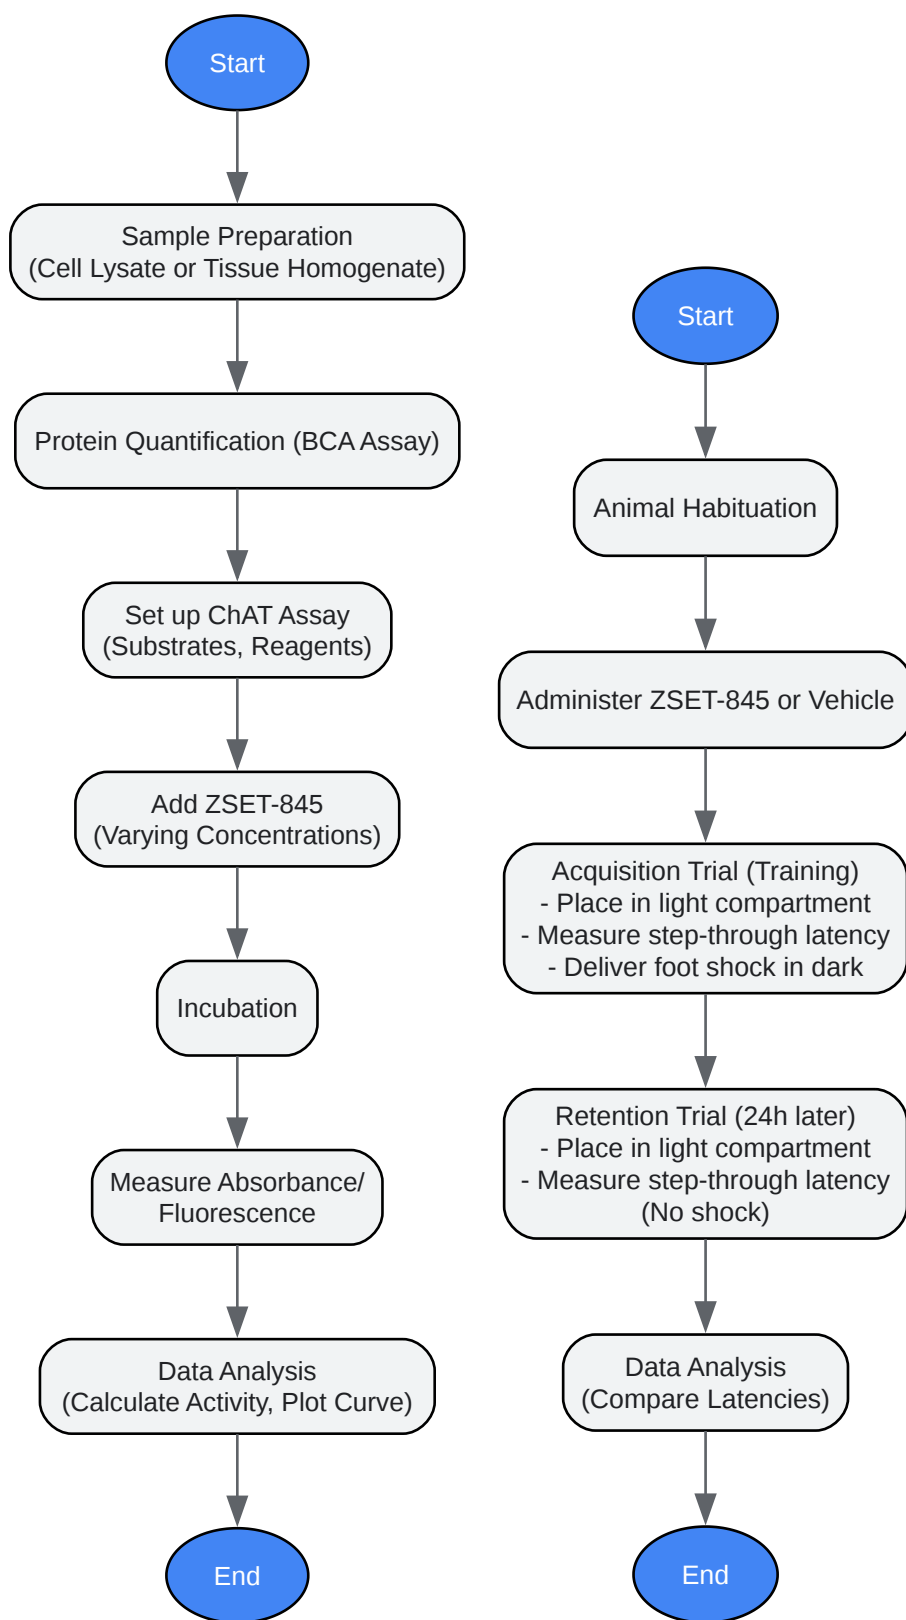 Start
Sample Preparation
(Cell Lysate or Tissue Homogenate)
Protein Quantification (BCA Assay)
Set up ChAT Assay
(Substrates, Reagents)
Add ZSET-845
(Varying Concentrations)
Incubation
Measure Absorbance/
Fluorescence
Data Analysis
(Calculate Activity, Plot Curve)
End
Start
Animal Habituation
Administer ZSET-845 or Vehicle
Acquisition Trial (Training)
- Place in light compartment
- Measure step-through latency
- Deliver foot shock in dark
Retention Trial (24h later)
- Place in light compartment
- Measure step-through latency
(No shock)
Data Analysis
(Compare Latencies)
End